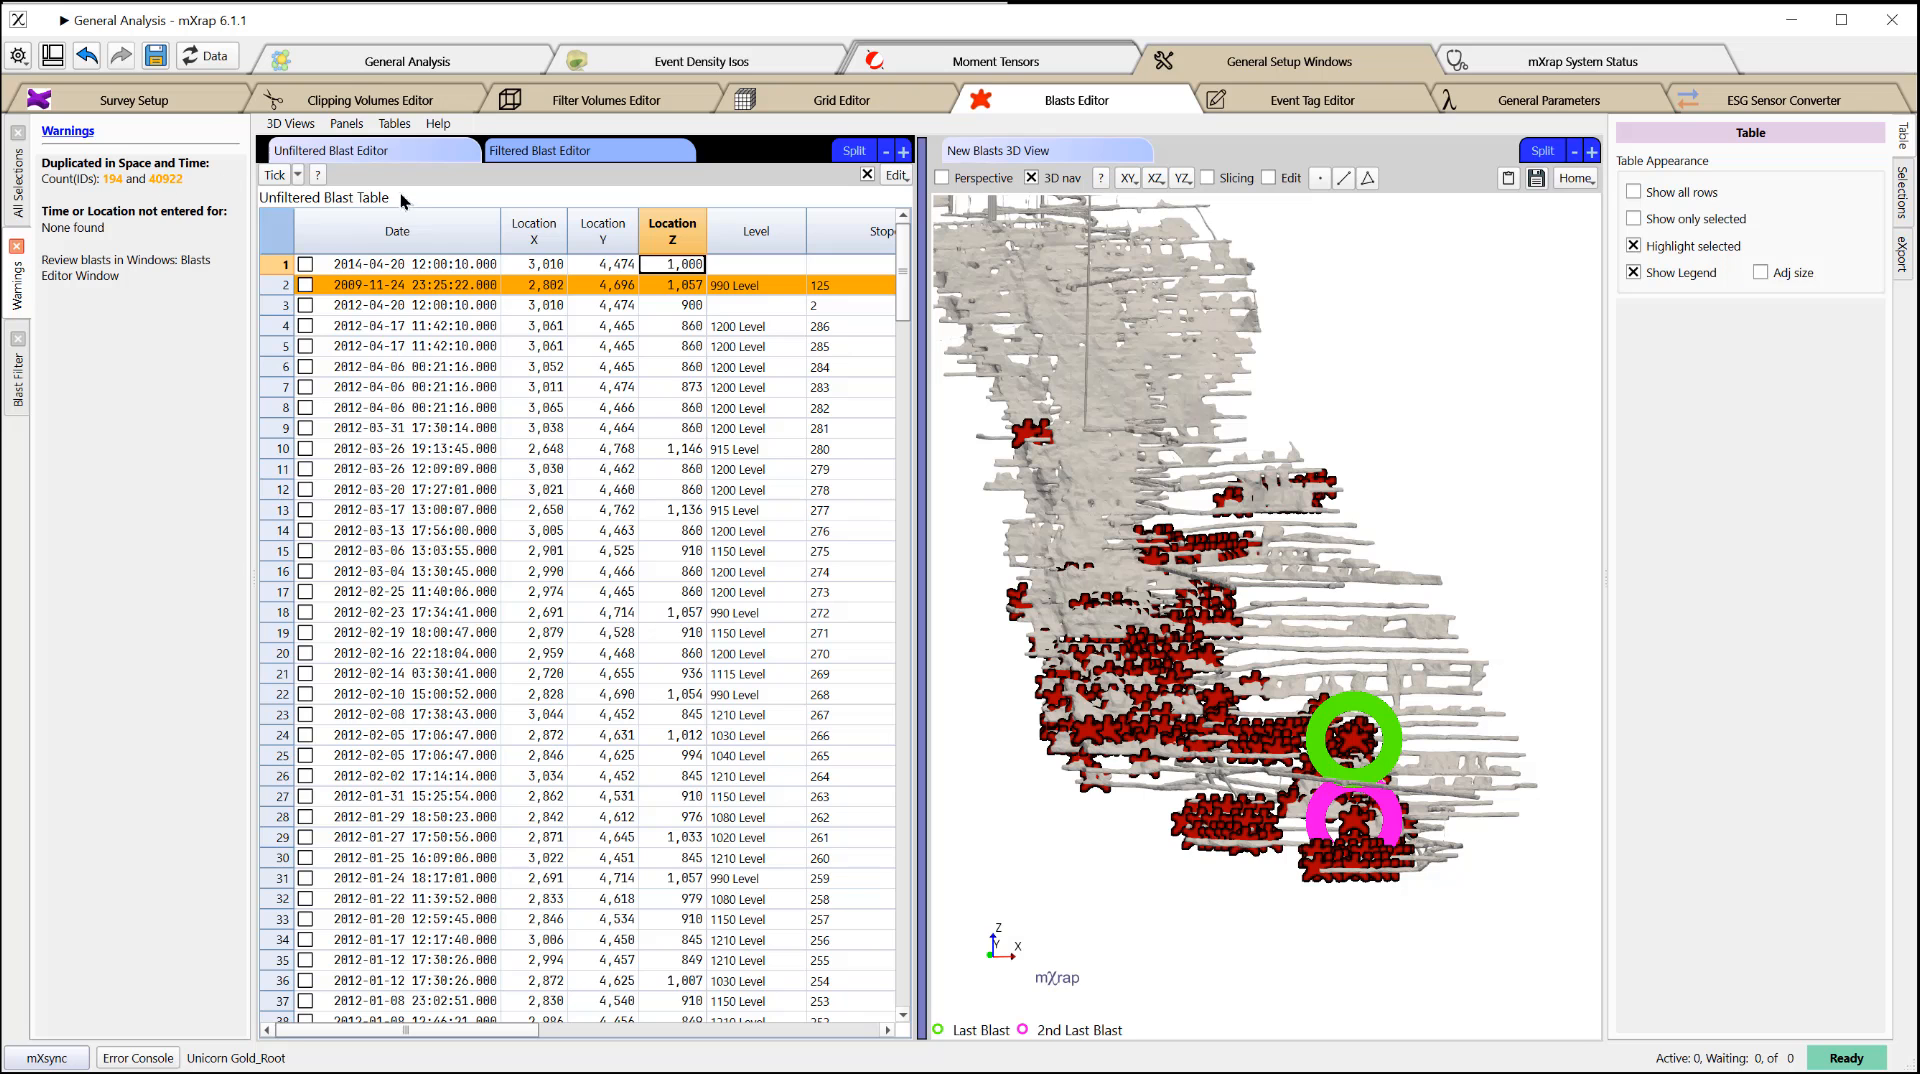 General Analysis - mXrap 6.1.1
Data
General Analysis
Event Density Isos
Moment Tensors
General Setup Windows
mXrap System Status
Survey Setup
Clipping Volumes Editor
Filter Volumes Editor
Grid Editor
Blasts Editor
Event Tag Editor
General Parameters
ESG Sensor Converter
All Selections
Warnings
Blast Filter
Warnings
Duplicated in Space and Time:
Count(IDs): 194 and 40922
Time or Location not entered for:
None found
Review blasts in Windows: Blasts
Editor Window
3D Views Panels Tables Help
Unfiltered Blast Editor
Filtered Blast Editor
Split - +
Tick ? Edit
Unfiltered Blast Table
Date Location X Location Y Location Z Level Stop
1 2014-04-20 12:00:10.000 3,010 4,474 1,000
2 2009-11-24 23:25:22.000 2,802 4,696 1,057 990 Level 125
3 2012-04-20 12:00:10.000 3,010 4,474 900 2
4 2012-04-17 11:42:10.000 3,061 4,465 860 1200 Level 286
5 2012-04-17 11:42:10.000 3,061 4,465 860 1200 Level 285
6 2012-04-06 00:21:16.000 3,052 4,465 860 1200 Level 284
7 2012-04-06 00:21:16.000 3,011 4,474 873 1200 Level 283
8 2012-04-06 00:21:16.000 3,065 4,466 860 1200 Level 282
9 2012-03-31 17:30:14.000 3,038 4,464 860 1200 Level 281
10 2012-03-26 19:13:45.000 2,648 4,768 1,146 915 Level 280
11 2012-03-26 12:09:09.000 3,030 4,462 860 1200 Level 279
12 2012-03-20 17:27:01.000 3,021 4,460 860 1200 Level 278
13 2012-03-17 13:00:07.000 2,650 4,762 1,136 915 Level 277
14 2012-03-13 17:56:00.000 3,005 4,463 860 1200 Level 276
15 2012-03-06 13:03:55.000 2,901 4,525 910 1150 Level 275
16 2012-03-04 13:30:45.000 2,990 4,466 860 1200 Level 274
17 2012-02-25 11:40:06.000 2,974 4,465 860 1200 Level 273
18 2012-02-23 17:34:41.000 2,691 4,714 1,057 990 Level 272
19 2012-02-19 18:00:47.000 2,879 4,528 910 1150 Level 271
20 2012-02-16 22:18:04.000 2,959 4,468 860 1200 Level 270
21 2012-02-14 03:30:41.000 2,720 4,655 936 1115 Level 269
22 2012-02-10 15:00:52.000 2,828 4,690 1,054 990 Level 268
23 2012-02-08 17:38:43.000 3,044 4,452 845 1210 Level 267
24 2012-02-05 17:06:47.000 2,872 4,631 1,012 1030 Level 266
25 2012-02-05 17:06:47.000 2,846 4,625 994 1040 Level 265
26 2012-02-02 17:14:14.000 3,034 4,452 845 1210 Level 264
27 2012-01-31 15:25:54.000 2,862 4,531 910 1150 Level 263
28 2012-01-29 18:50:23.000 2,842 4,612 976 1080 Level 262
29 2012-01-27 17:50:56.000 2,871 4,645 1,033 1020 Level 261
30 2012-01-25 16:09:06.000 3,022 4,451 845 1210 Level 260
31 2012-01-24 18:17:01.000 2,691 4,714 1,057 990 Level 259
32 2012-01-22 11:39:52.000 2,833 4,618 979 1080 Level 258
33 2012-01-20 12:59:45.000 2,846 4,534 910 1150 Level 257
34 2012-01-17 12:17:40.000 3,006 4,450 845 1210 Level 256
35 2012-01-12 17:30:26.000 2,994 4,457 849 1210 Level 255
36 2012-01-12 17:30:26.000 2,872 4,625 1,007 1030 Level 254
37 2012-01-08 23:02:51.000 2,830 4,540 910 1150 Level 253
New Blasts 3D View
Split - +
Perspective 3D nav ? XY XZ YZ Slicing Edit Home
Z
Y X
mXrap
Last Blast 2nd Last Blast
Table
Table Appearance
Show all rows
Show only selected
Highlight selected
Show Legend Adj size
Table
Selections
eXport
mXsync Error Console Unicorn Gold_Root
Active: 0, Waiting: 0, of 0 Ready